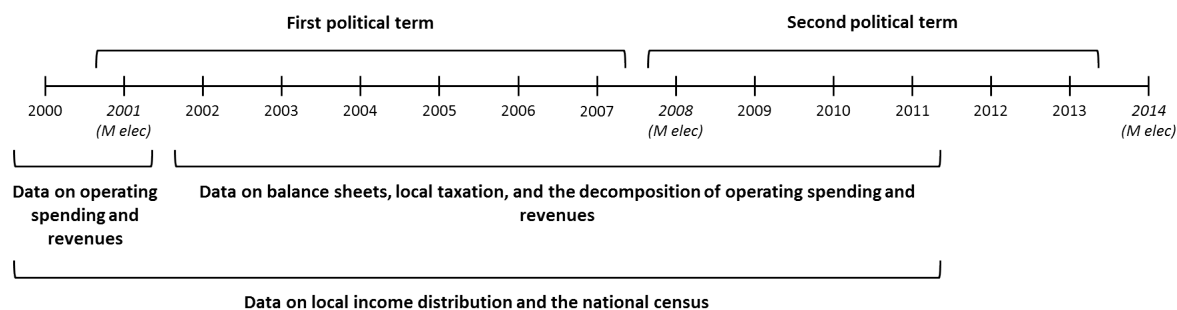 First political term
Second political term
2000
2001
(M elec)
2002
2003
2004
2005
2006
2007
2008
(M elec)
2009
2010
2011
2012
2013
2014
(M elec)
Data on operating
spending and
revenues
Data on balance sheets, local taxation, and the decomposition of operating spending and
revenues
Data on local income distribution and the national census